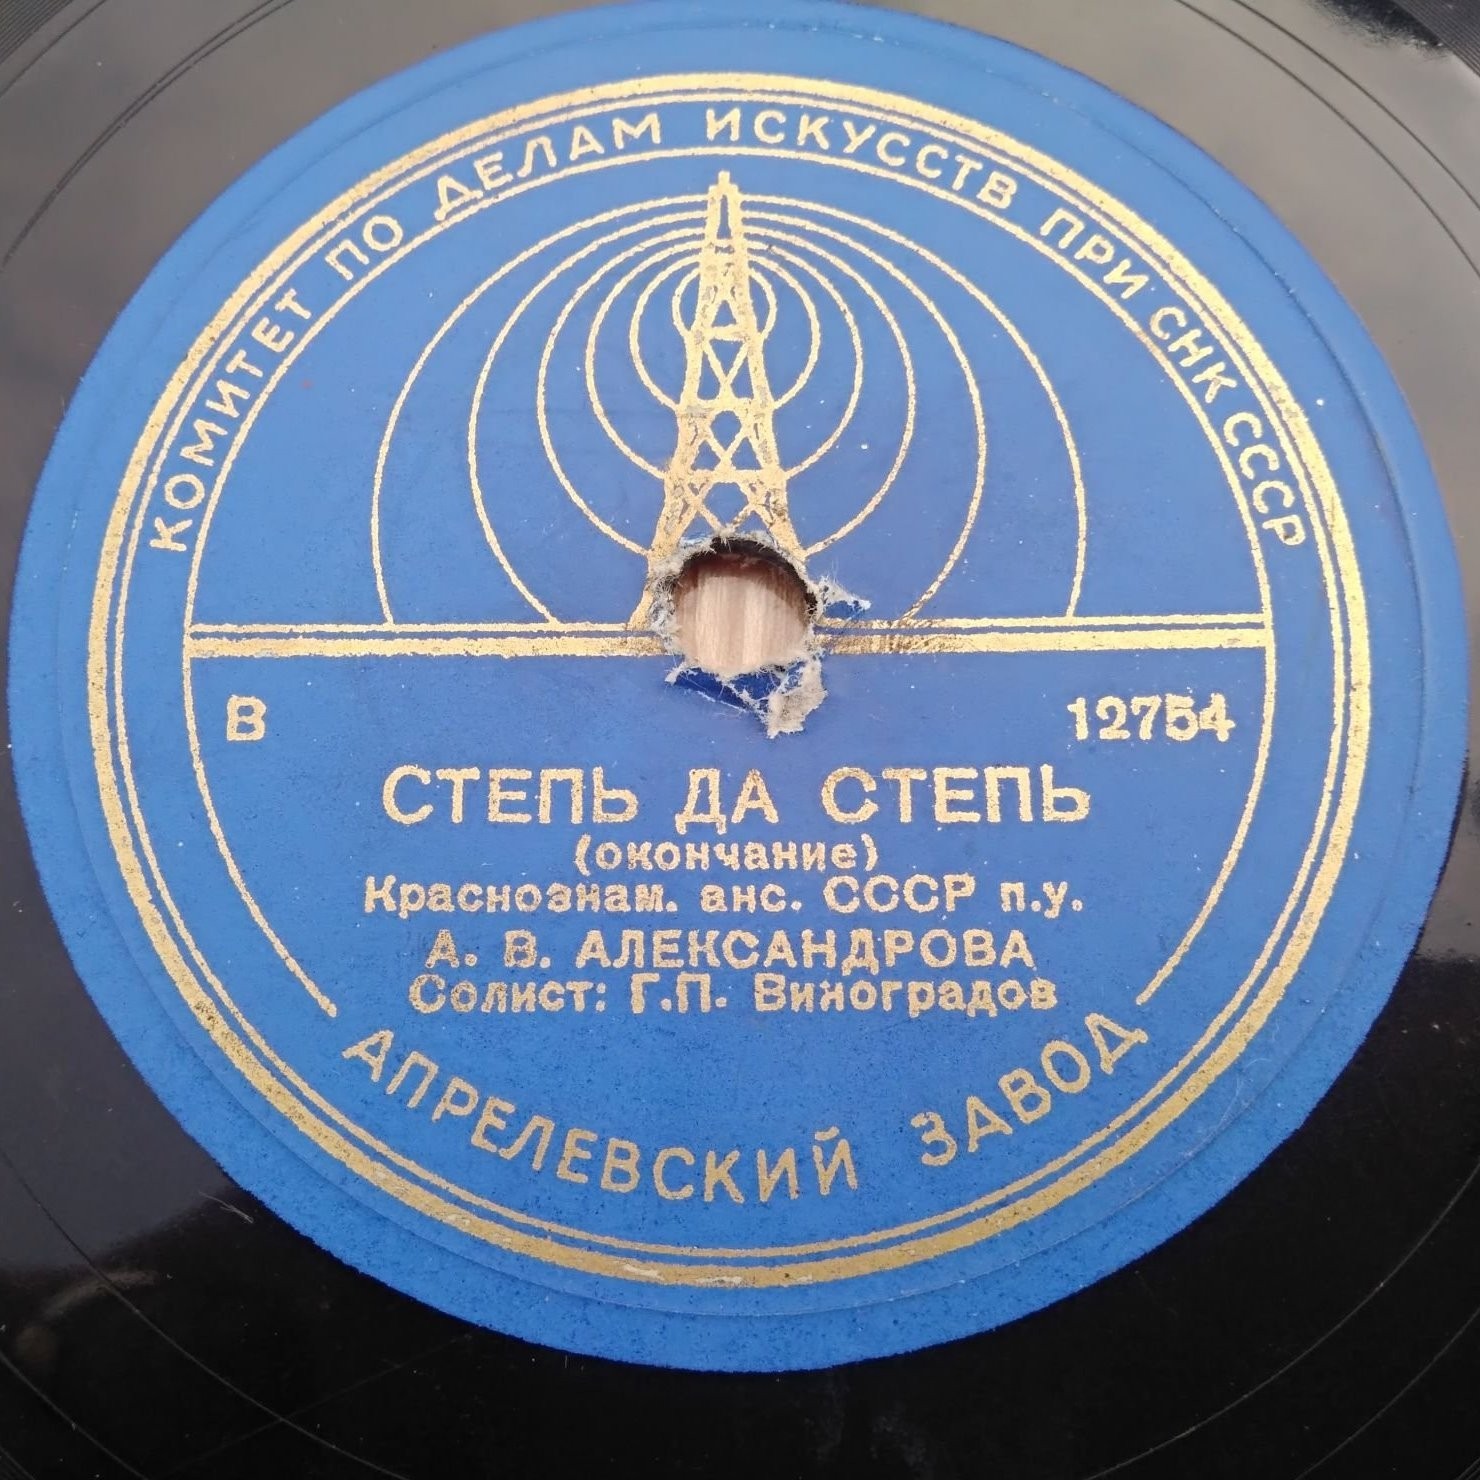 КОМИТЕТ ПО ДЕЛАМ ИСКУССТВ ПРИ СНК СССР
В 12754
СТЕПЬ ДА СТЕПЬ
(окончание)
Краснознам. анс. СССР п.у.
А. В. АЛЕКСАНДРОВА
Солист: Г.П. Виноградов
АПРЕЛЕВСКИЙ ЗАВОД